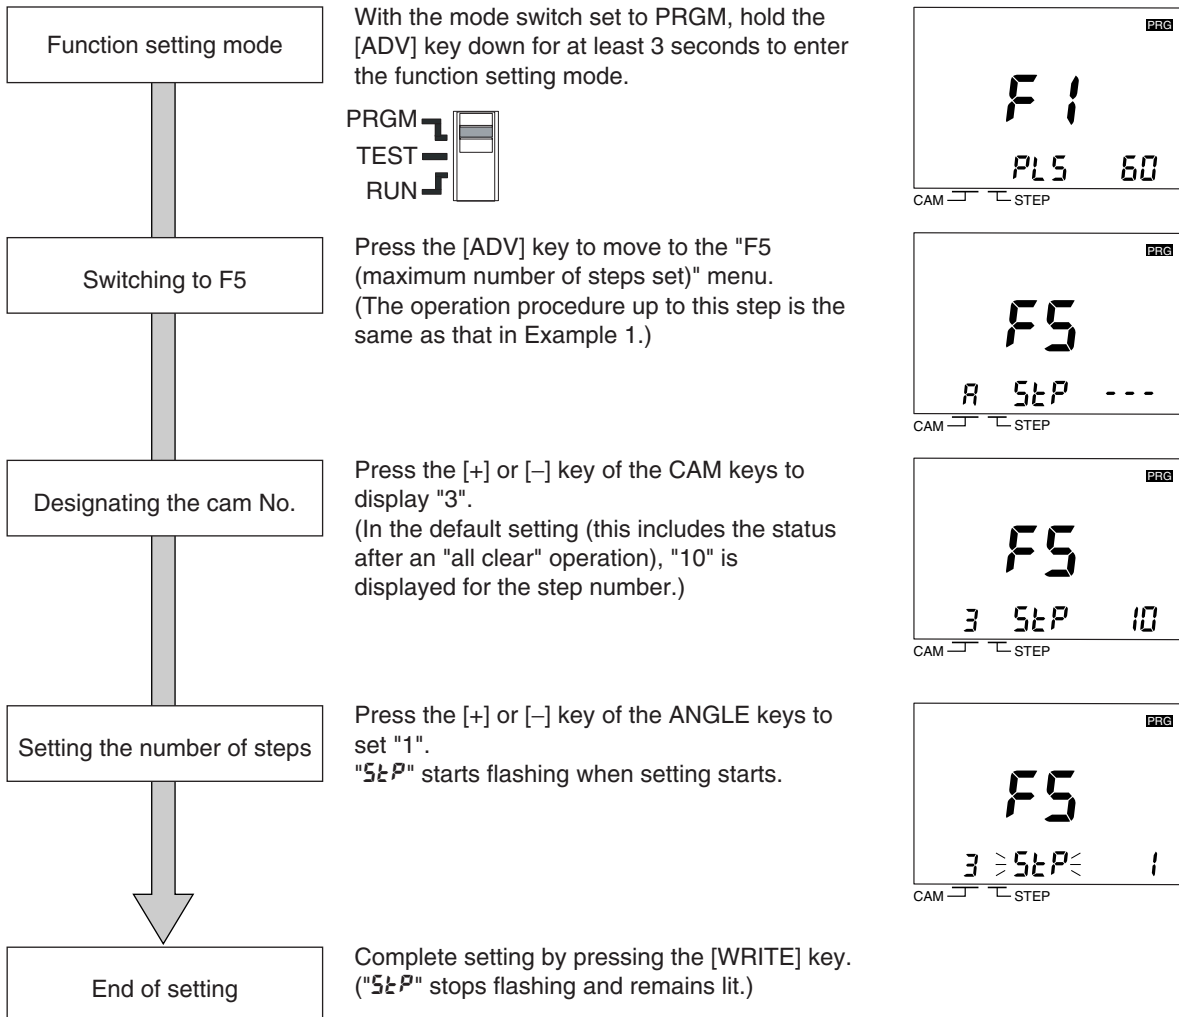 Function setting mode
With the mode switch set to PRGM, hold the
[ADV] key down for at least 3 seconds to enter
the function setting mode.
PRGM
TEST
RUN
PRG
F1
PLS 60
CAM STEP
Switching to F5
Press the [ADV] key to move to the "F5
(maximum number of steps set)" menu.
(The operation procedure up to this step is the
same as that in Example 1.)
PRG
F5
A StP ---
CAM STEP
Designating the cam No.
Press the [+] or [–] key of the CAM keys to
display "3".
(In the default setting (this includes the status
after an "all clear" operation), "10" is
displayed for the step number.)
PRG
F5
3 StP 10
CAM STEP
Setting the number of steps
Press the [+] or [–] key of the ANGLE keys to
set "1".
"StP" starts flashing when setting starts.
PRG
F5
3 StP 1
CAM STEP
End of setting
Complete setting by pressing the [WRITE] key.
("StP" stops flashing and remains lit.)